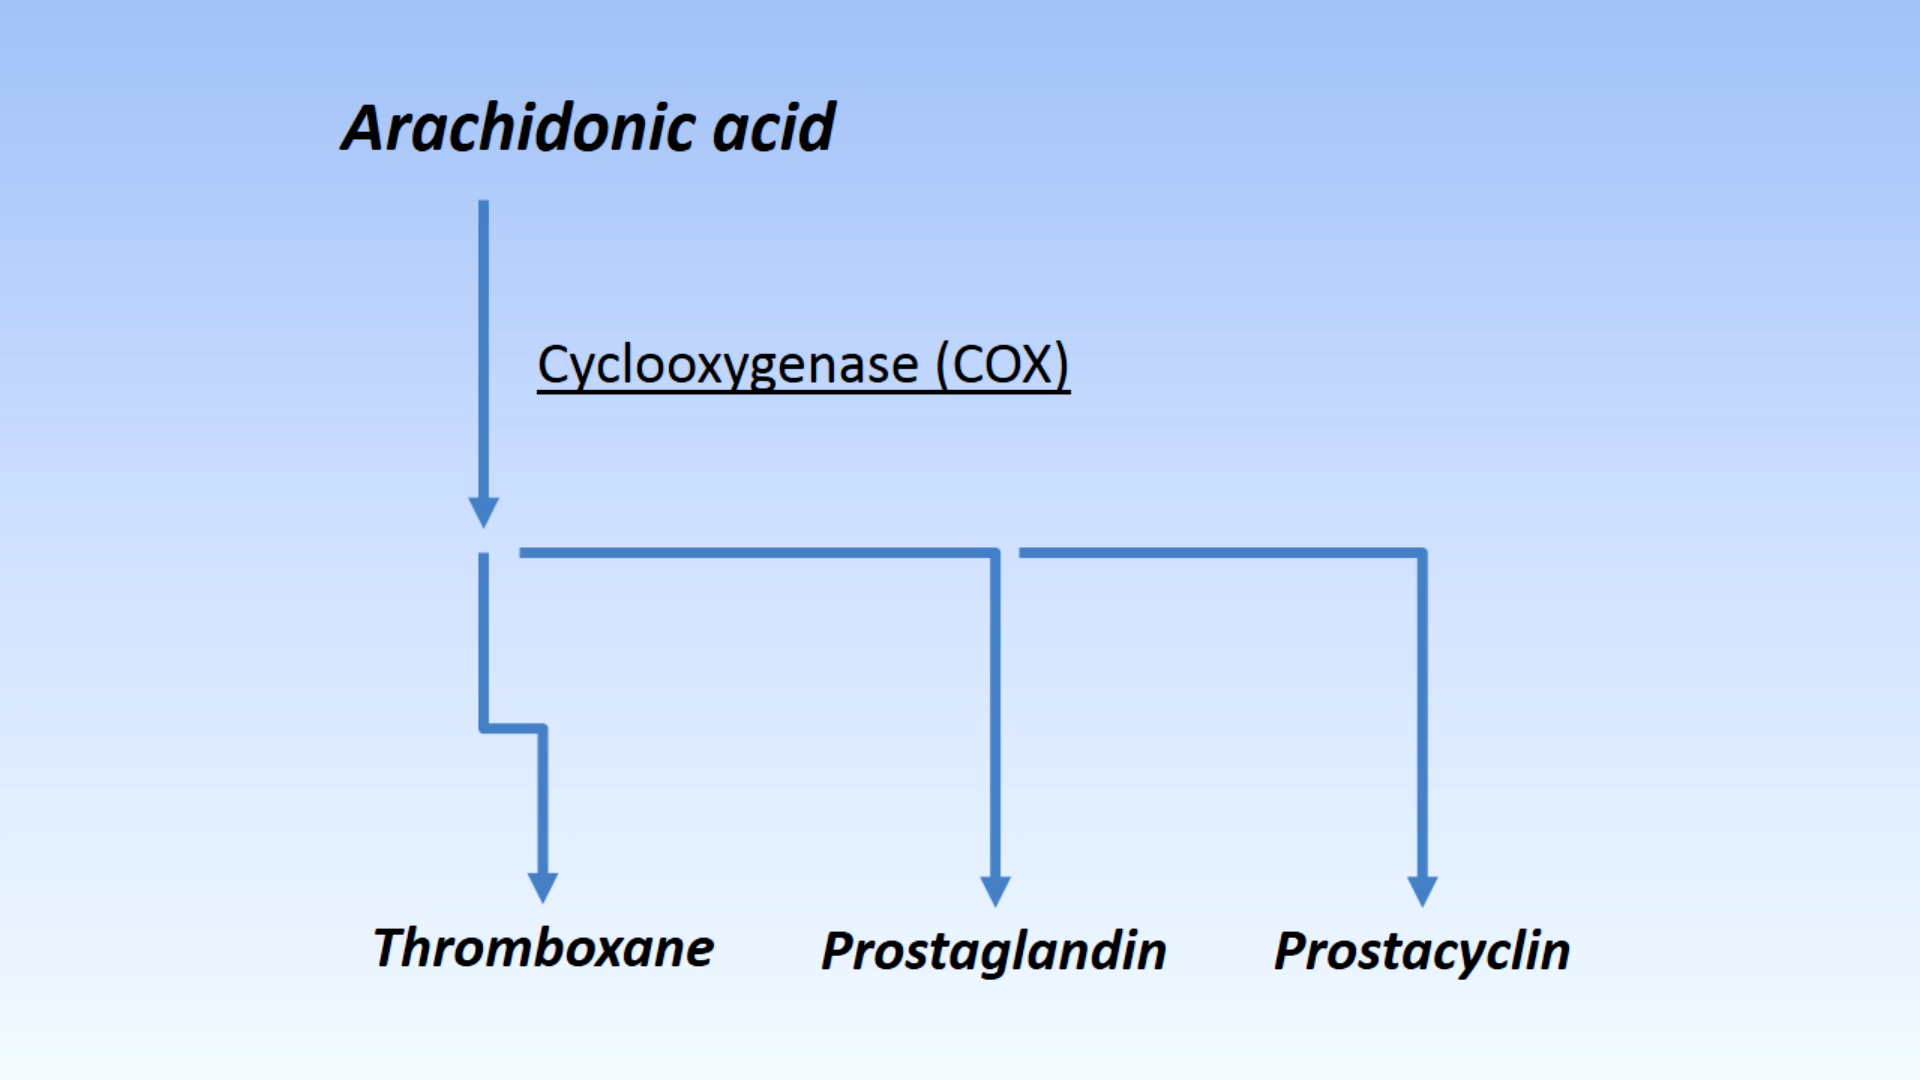 Arachidonic acid
Cyclooxygenase (COX)
Thromboxane
Prostaglandin
Prostacyclin